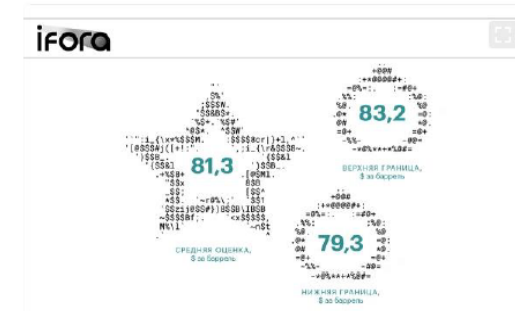 ifora
81,3
СРЕДНЯЯ ОЦЕНКА,
$ за баррель
83,2
ВЕРХНЯЯ ГРАНИЦА,
$ за баррель
79,3
НИЖНЯЯ ГРАНИЦА,
$ за баррель